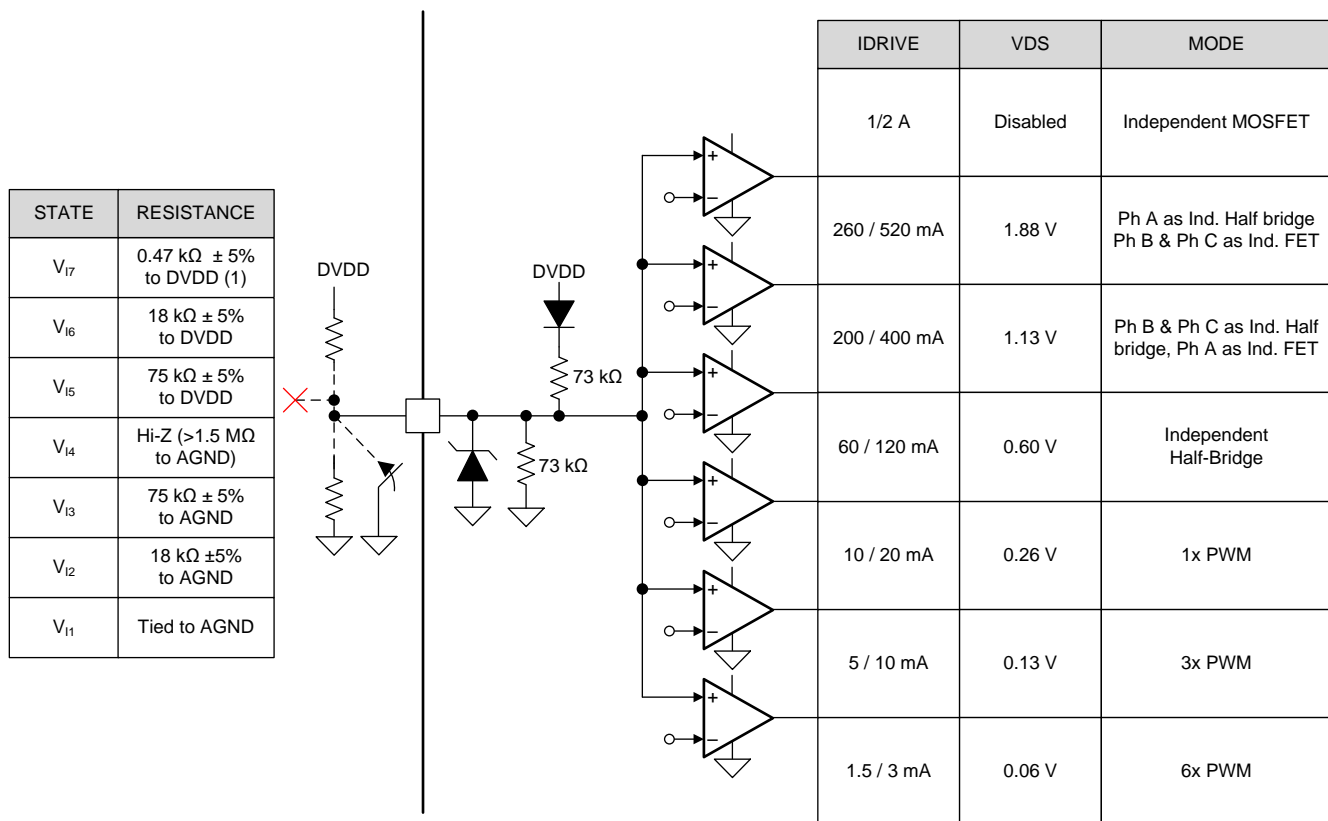 IDRIVE VDS MODE
1/2 A Disabled Independent MOSFET
260 / 520 mA 1.88 V Ph A as Ind. Half bridge
Ph B & Ph C as Ind. FET
200 / 400 mA 1.13 V Ph B & Ph C as Ind. Half
bridge, Ph A as Ind. FET
60 / 120 mA 0.60 V Independent
Half-Bridge
10 / 20 mA 0.26 V 1x PWM
5 / 10 mA 0.13 V 3x PWM
1.5 / 3 mA 0.06 V 6x PWM
STATE RESISTANCE
VI7 0.47 kΩ ± 5%
to DVDD (1)
VI6 18 kΩ ± 5%
to DVDD
VI5 75 kΩ ± 5%
to DVDD
VI4 Hi-Z (>1.5 MΩ
to AGND)
VI3 75 kΩ ± 5%
to AGND
VI2 18 kΩ ±5%
to AGND
VI1 Tied to AGND
DVDD
DVDD
73 kΩ
73 kΩ
+
−
+
−
+
−
+
−
+
−
+
−